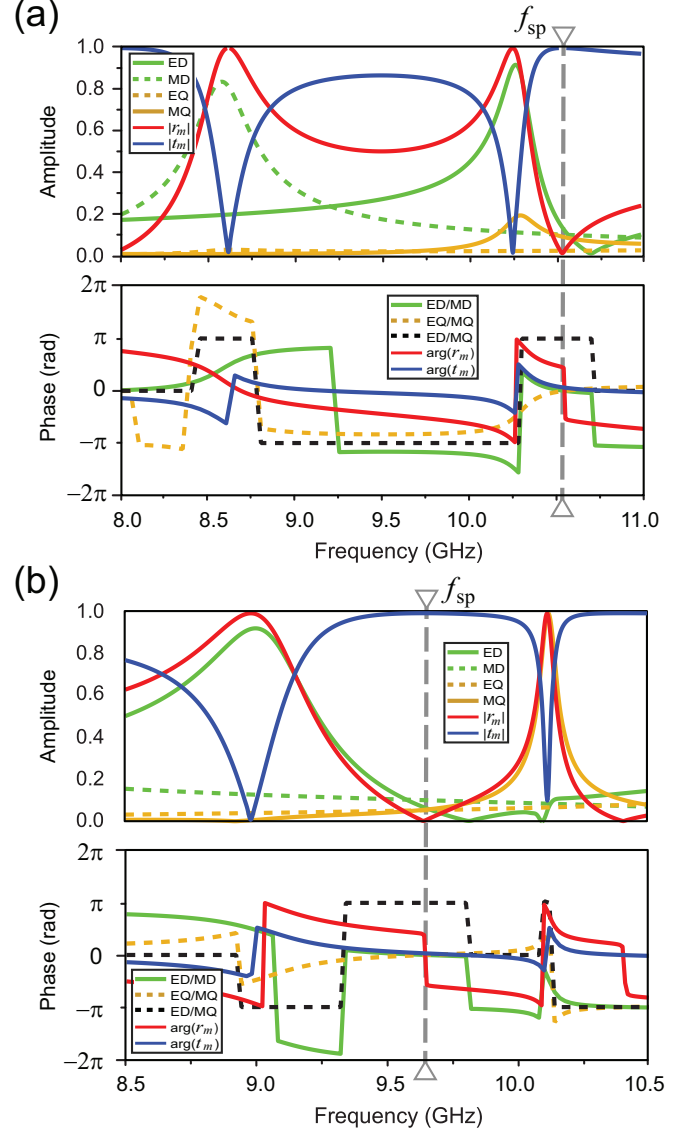 (a)
f_sp
1.0
0.8
0.6
0.4
0.2
0.0
Amplitude
ED
MD
EQ
MQ
|r_m|
|t_m|
2π
π
0
−π
−2π
Phase (rad)
ED/MD
EQ/MQ
ED/MQ
arg(r_m)
arg(t_m)
8.0 8.5 9.0 9.5 10.0 10.5 11.0
Frequency (GHz)
(b)
f_sp
1.0
0.8
0.6
0.4
0.2
0.0
Amplitude
ED
MD
EQ
MQ
|r_m|
|t_m|
2π
π
0
−π
−2π
Phase (rad)
ED/MD
EQ/MQ
ED/MQ
arg(r_m)
arg(t_m)
8.5 9.0 9.5 10.0 10.5
Frequency (GHz)